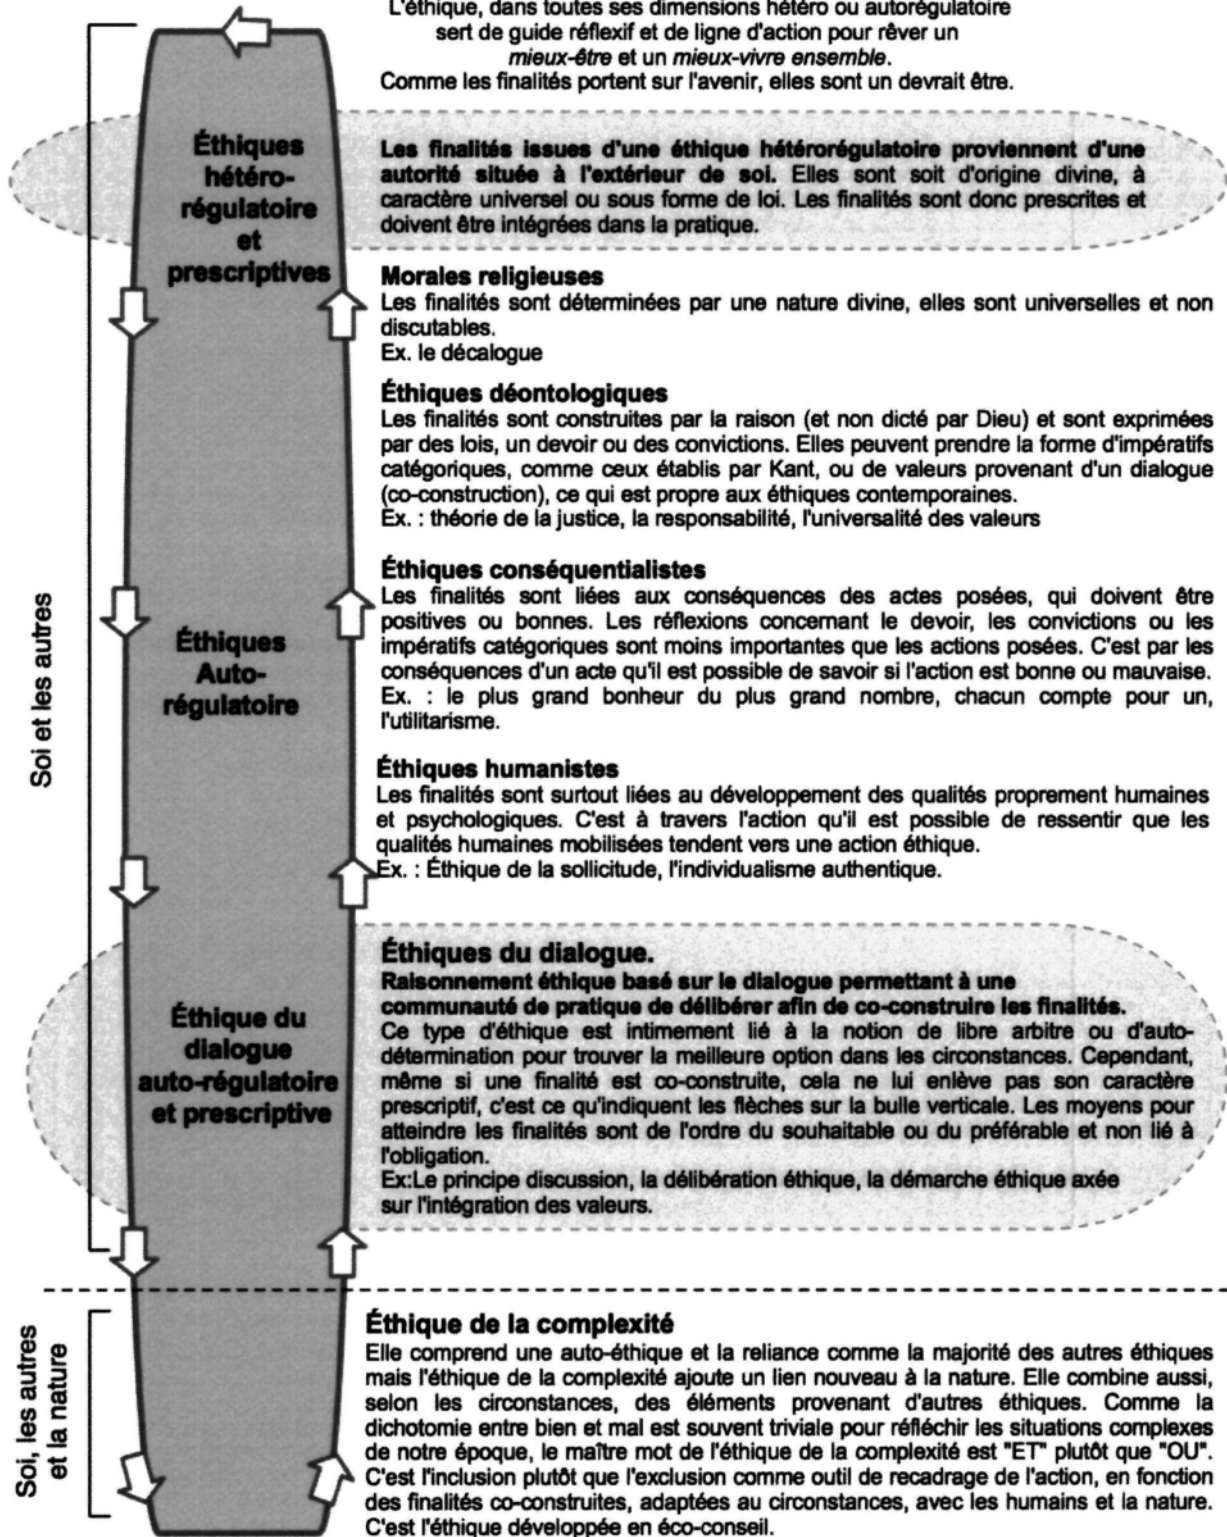 L'éthique, dans toutes ses dimensions hétéro ou autorégulatoire
sert de guide réflexif et de ligne d'action pour rêver un
mieux-être et un mieux-vivre ensemble.
Comme les finalités portent sur l'avenir, elles sont un devrait être.
Éthiques
hétéro-
régulatoire
et
prescriptives
Les finalités issues d'une éthique hétérorégulatoire proviennent d'une
autorité située à l'extérieur de soi. Elles sont soit d'origine divine, à
caractère universel ou sous forme de loi. Les finalités sont donc prescrites et
doivent être intégrées dans la pratique.
Morales religieuses
Les finalités sont déterminées par une nature divine, elles sont universelles et non
discutables.
Ex. le décalogue
Éthiques déontologiques
Les finalités sont construites par la raison (et non dicté par Dieu) et sont exprimées
par des lois, un devoir ou des convictions. Elles peuvent prendre la forme d'impératifs
catégoriques, comme ceux établis par Kant, ou de valeurs provenant d'un dialogue
(co-construction), ce qui est propre aux éthiques contemporaines.
Ex. : théorie de la justice, la responsabilité, l'universalité des valeurs
Soi et les autres
Éthiques
Auto-
régulatoire
Éthiques conséquentialistes
Les finalités sont liées aux conséquences des actes posées, qui doivent être
positives ou bonnes. Les réflexions concernant le devoir, les convictions ou les
impératifs catégoriques sont moins importantes que les actions posées. C'est par les
conséquences d'un acte qu'il est possible de savoir si l'action est bonne ou mauvaise.
Ex. : le plus grand bonheur du plus grand nombre, chacun compte pour un,
l'utilitarisme.
Éthiques humanistes
Les finalités sont surtout liées au développement des qualités proprement humaines
et psychologiques. C'est à travers l'action qu'il est possible de ressentir que les
qualités humaines mobilisées tendent vers une action éthique.
Ex. : Éthique de la sollicitude, l'individualisme authentique.
Éthique du
dialogue
auto-régulatoire
et prescriptive
Éthiques du dialogue.
Raisonnement éthique basé sur le dialogue permettant à une
communauté de pratique de délibérer afin de co-construire les finalités.
Ce type d'éthique est intimement lié à la notion de libre arbitre ou d'auto-
détermination pour trouver la meilleure option dans les circonstances. Cependant,
même si une finalité est co-construite, cela ne lui enlève pas son caractère
prescriptif, c'est ce qu'indiquent les flèches sur la bulle verticale. Les moyens pour
atteindre les finalités sont de l'ordre du souhaitable ou du préférable et non lié à
l'obligation.
Ex:Le principe discussion, la délibération éthique, la démarche éthique axée
sur l'intégration des valeurs.
Soi, les autres
et la nature
Éthique de la complexité
Elle comprend une auto-éthique et la reliance comme la majorité des autres éthiques
mais l'éthique de la complexité ajoute un lien nouveau à la nature. Elle combine aussi,
selon les circonstances, des éléments provenant d'autres éthiques. Comme la
dichotomie entre bien et mal est souvent triviale pour réfléchir les situations complexes
de notre époque, le maître mot de l'éthique de la complexité est "ET" plutôt que "OU".
C'est l'inclusion plutôt que l'exclusion comme outil de recadrage de l'action, en fonction
des finalités co-construites, adaptées au circonstances, avec les humains et la nature.
C'est l'éthique développée en éco-conseil.